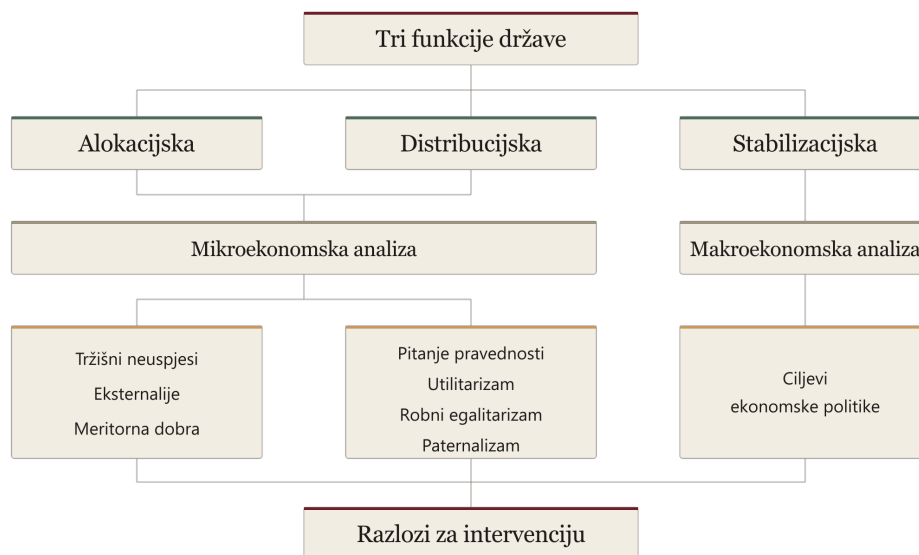 Tri funkcije države
Alokacijska
Distribucijska
Stabilizacijska
Mikroekonomska analiza
Makroekonomska analiza
Tržišni neuspjesi
Eksternalije
Meritorna dobra
Pitanje pravednosti
Utilitarizam
Robni egalitarizam
Paternalizam
Ciljevi
ekonomske politike
Razlozi za intervenciju